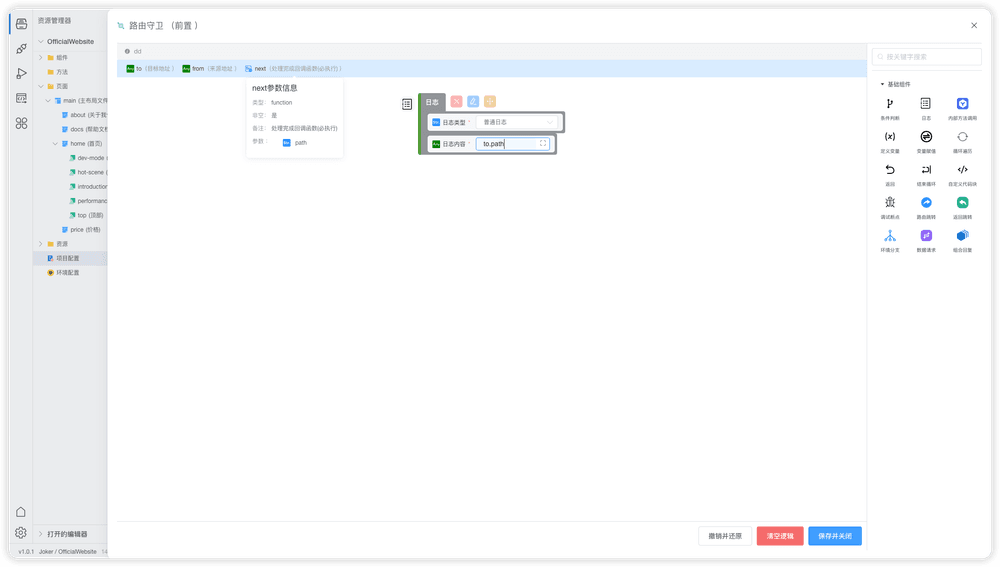 资源管理器
OfficialWebsite
组件
方法
页面
main (主布局文件
about (关于我
docs (帮助文档
home (首页)
dev-mode
hot-scene (
introduction
performanc
top (顶部)
price (价格)
资源
项目配置
环境配置
打开的编辑器
v1.0.1 Joker / OfficialWebsite 14
路由守卫 (前置)
did
to (目标地址) from (来源地址) next (处理完成回调函数(必执行))
next参数信息
类型: function
非空: 是
备注: 处理完成回调函数(必执行)
参数: path
日志
日志类型 * 普通日志
日志内容 * to.path
撤销并还原
清空逻辑
保存并关闭
按关键字搜索
基础组件
条件判断 日志 内部方法调用
定义变量 变量赋值 循环遍历
返回 结束循环 自定义代码块
调试断点 路由跳转 返回跳转
环境分支 数据请求 组合回复